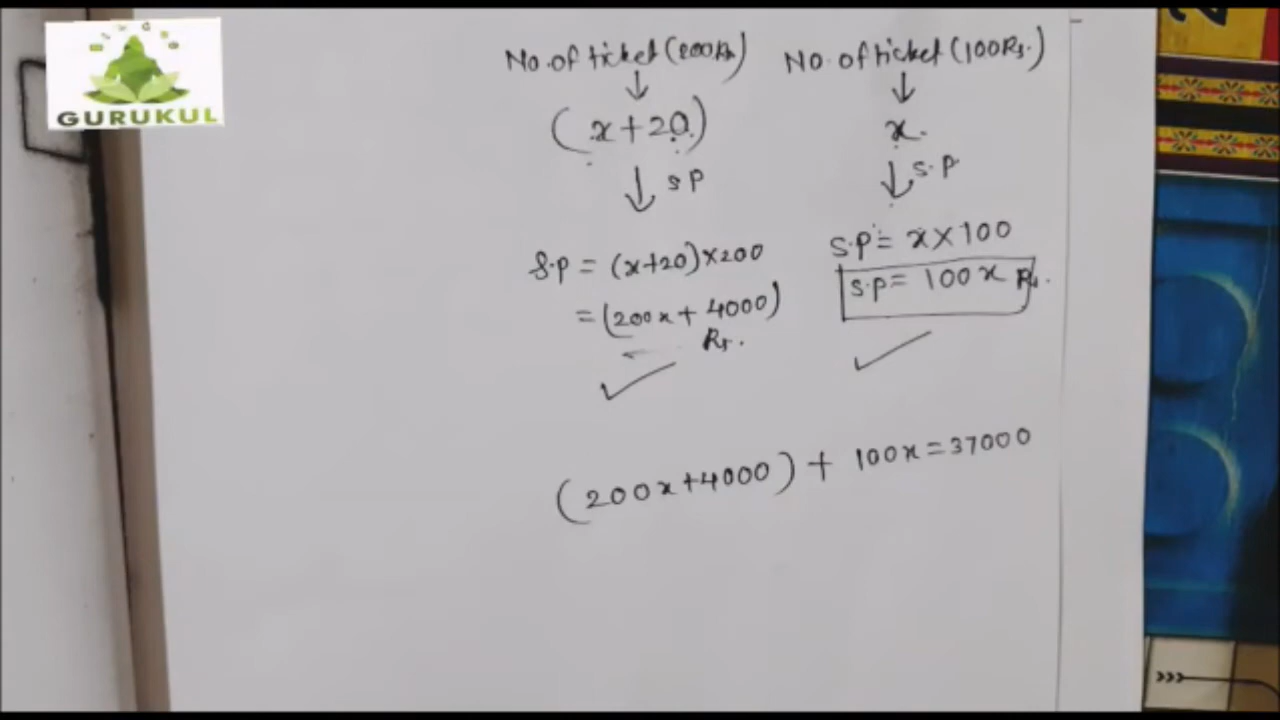 GURUKUL
No. of ticket (200Rs.) No. of ticket (100Rs.)
(x+20) x.
S.P S.P.
S.P = (x+20)×200 S.P = x×100
= (200x + 4000) S.P = 100x Rs.
Rs.
(200x+4000) + 100x = 37000